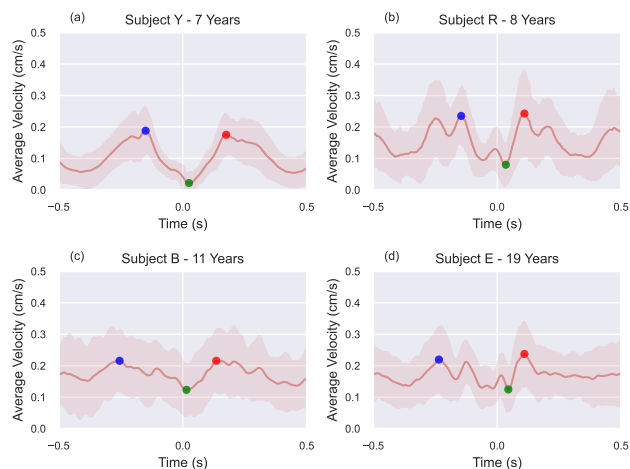 (a) Subject Y - 7 Years
0.5
0.4
0.3
0.2
0.1
0.0
Average Velocity (cm/s)
−0.5 0.0 0.5
Time (s)
(b) Subject R - 8 Years
0.5
0.4
0.3
0.2
0.1
0.0
Average Velocity (cm/s)
−0.5 0.0 0.5
Time (s)
(c) Subject B - 11 Years
0.5
0.4
0.3
0.2
0.1
0.0
Average Velocity (cm/s)
−0.5 0.0 0.5
Time (s)
(d) Subject E - 19 Years
0.5
0.4
0.3
0.2
0.1
0.0
Average Velocity (cm/s)
−0.5 0.0 0.5
Time (s)